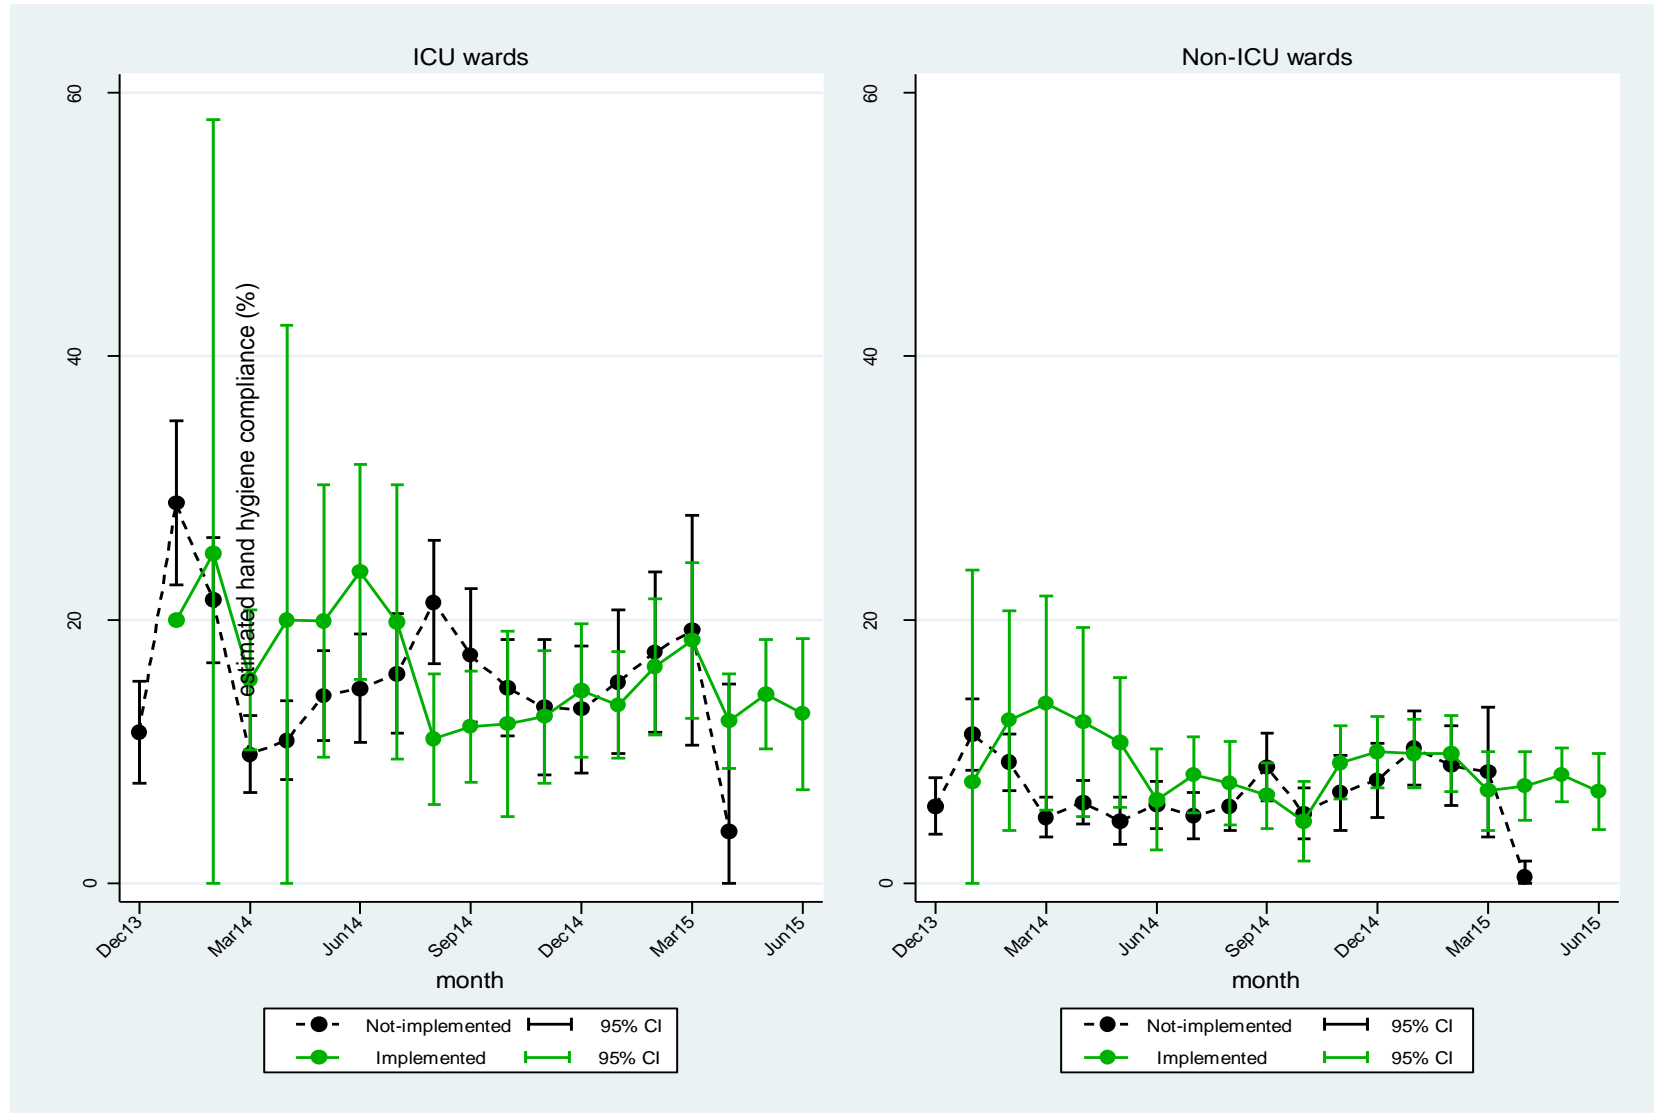 ICU wards
60
40
20
0
estimated hand hygiene compliance (%)
Dec13
Mar14
Jun14
Sep14
Dec14
Mar15
Jun15
month
Not-implemented 95% CI
Implemented 95% CI
Non-ICU wards
60
40
20
0
Dec13
Mar14
Jun14
Sep14
Dec14
Mar15
Jun15
month
Not-implemented 95% CI
Implemented 95% CI